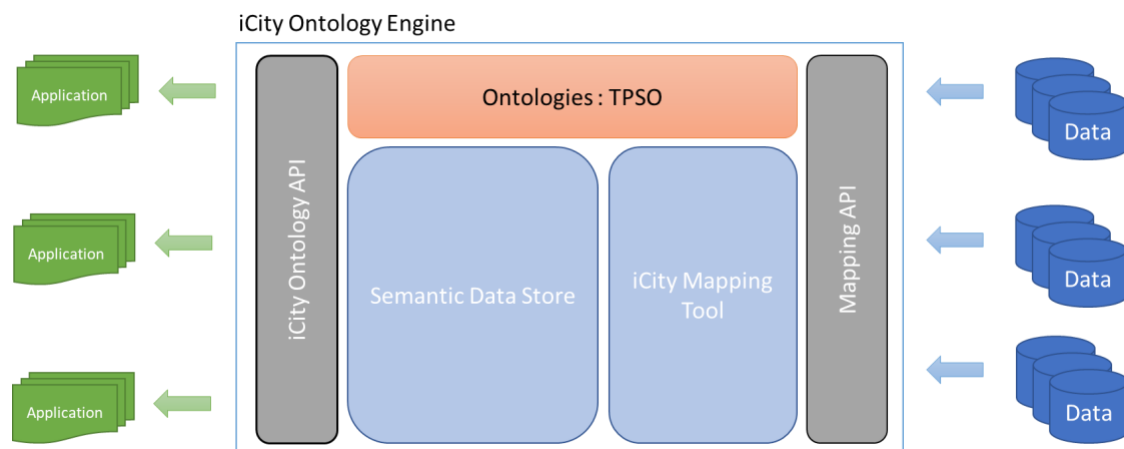 iCity Ontology Engine
Application
Application
Application
iCity Ontology API
Ontologies : TPSO
Semantic Data Store
iCity Mapping
Tool
Mapping API
Data
Data
Data